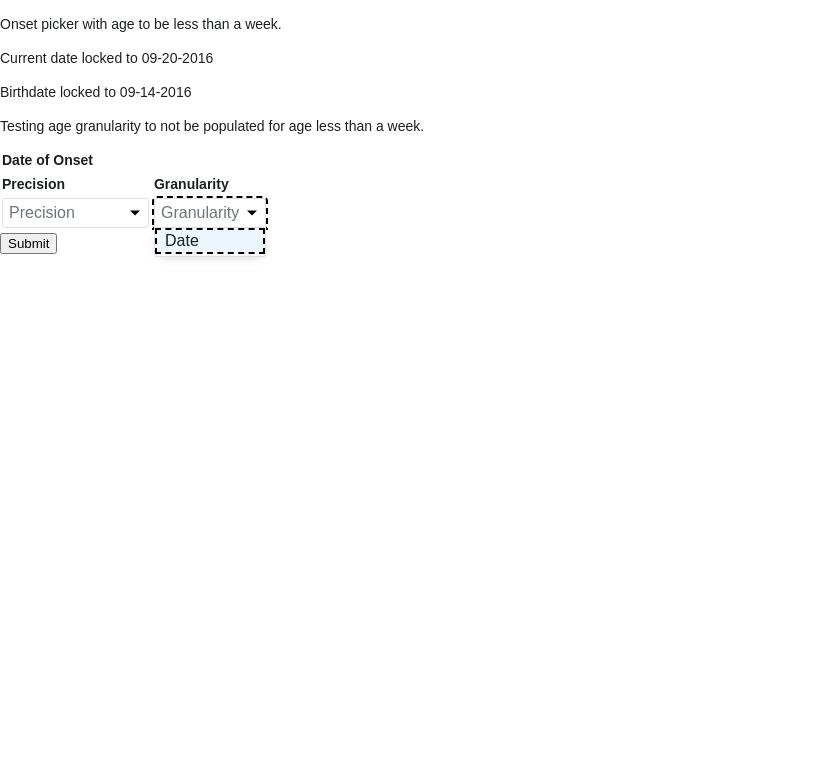 Onset picker with age to be less than a week.
Current date locked to 09-20-2016
Birthdate locked to 09-14-2016
Testing age granularity to not be populated for age less than a week.
Date of Onset
Precision Granularity
Precision Granularity
Submit Date